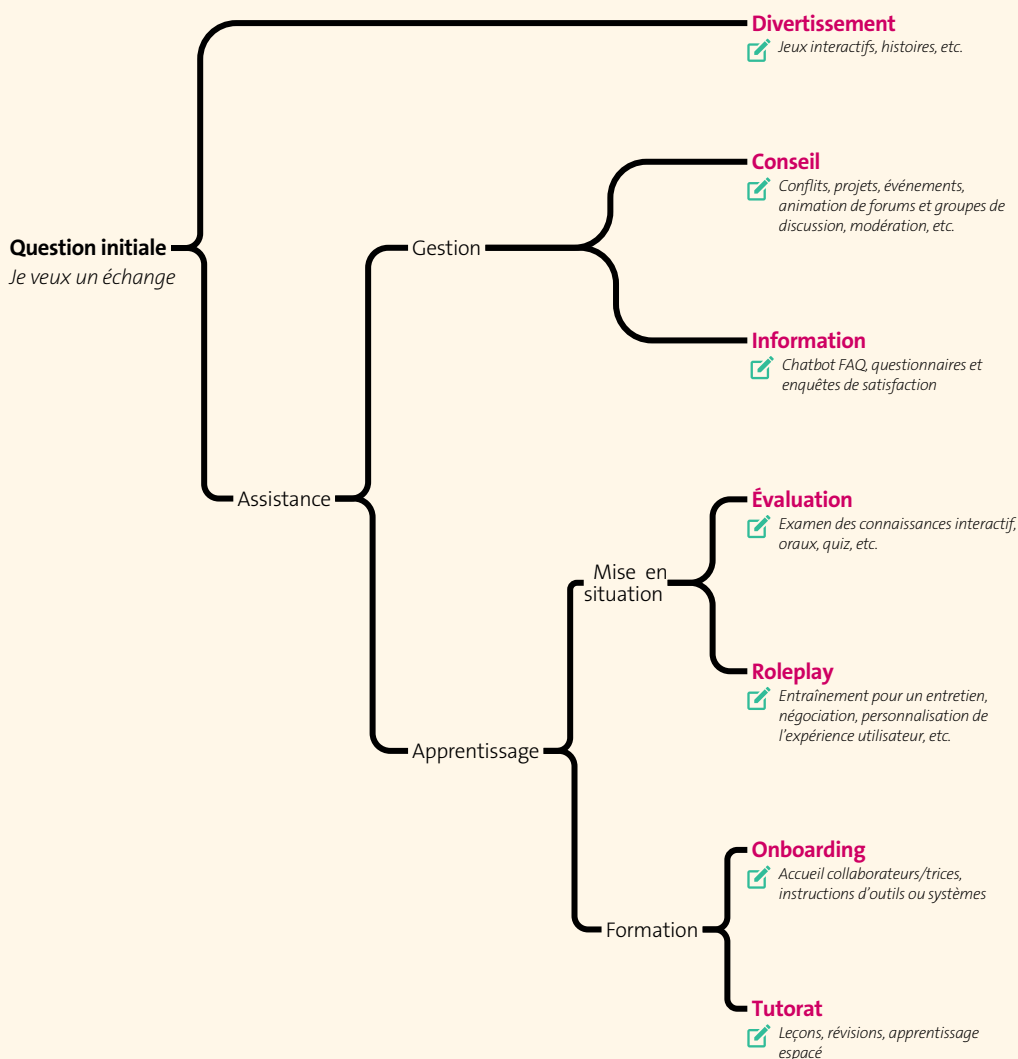 Divertissement
Jeux interactifs, histoires, etc.
Conseil
Conflits, projets, événements,
animation de forums et groupes de
discussion, modération, etc.
Question initiale
Je veux un échange
Gestion
Information
Chatbot FAQ, questionnaires et
enquêtes de satisfaction
Assistance
Évaluation
Examen des connaissances interactif,
oraux, quiz, etc.
Mise en
situation
Roleplay
Entraînement pour un entretien,
négociation, personnalisation de
l'expérience utilisateur, etc.
Apprentissage
Onboarding
Accueil collaborateurs/trices,
instructions d'outils ou systèmes
Formation
Tutorat
Leçons, révisions, apprentissage
espacé